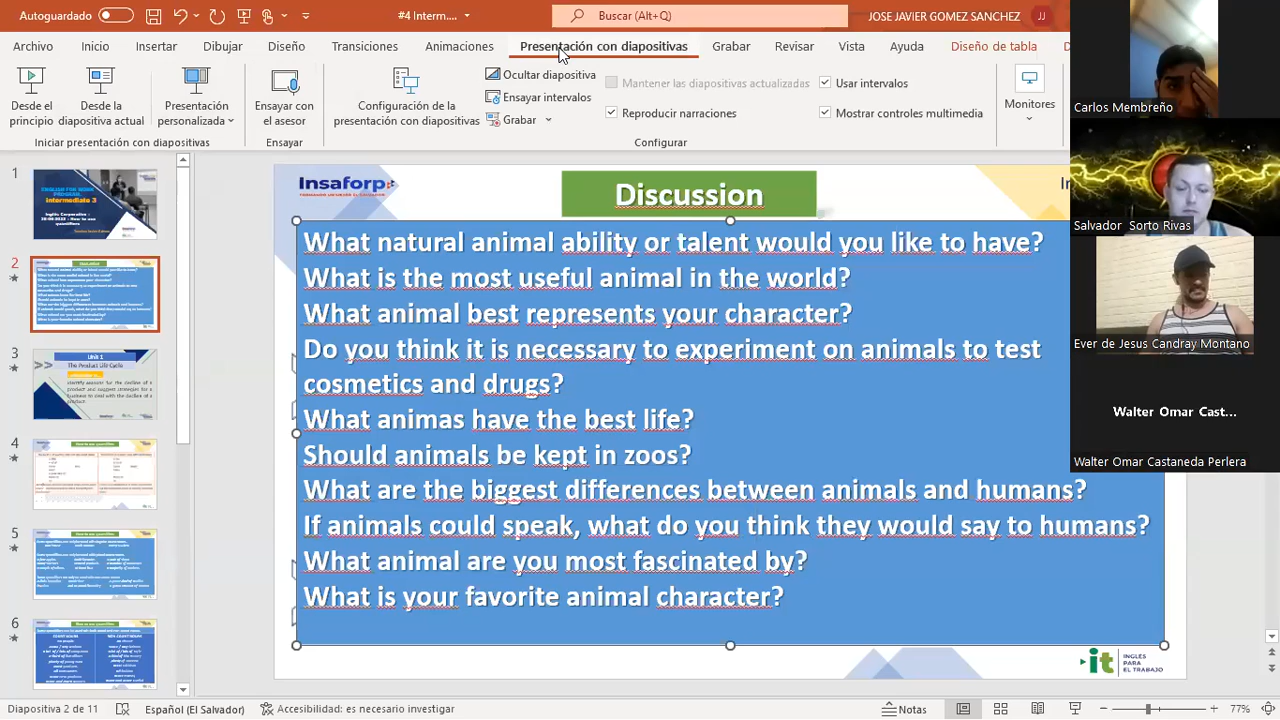 Autoguardado
#4 Interm....
Buscar (Alt+Q)
JOSE JAVIER GOMEZ SANCHEZ
JJ
Archivo
Inicio
Insertar
Dibujar
Diseño
Transiciones
Animaciones
Presentación con diapositivas
Grabar
Revisar
Vista
Ayuda
Diseño de tabla
Desde el principio
Desde la diapositiva actual
Presentación personalizada
Ensayar con el asesor
Configuración de la presentación con diapositivas
Ocultar diapositiva
Ensayar intervalos
Grabar
Mantener las diapositivas actualizadas
Reproducir narraciones
Usar intervalos
Mostrar controles multimedia
Monitores
Iniciar presentación con diapositivas
Ensayar
Configurar
Carlos Membreño
Salvador Sorto Rivas
Ever de Jesus Candray Montano
Walter Omar Cast...
Walter Omar Castaneda Perlera
1
2
3
4
5
6
Intermediate 3
Unit 1
The Product Life Cycle
Insaforp
Discussion
What natural animal ability or talent would you like to have?
What is the most useful animal in the world?
What animal best represents your character?
Do you think it is necessary to experiment on animals to test
cosmetics and drugs?
What animas have the best life?
Should animals be kept in zoos?
What are the biggest differences between animals and humans?
If animals could speak, what do you think they would say to humans?
What animal are you most fascinated by?
What is your favorite animal character?
it
INGLÉS
PARA
EL TRABAJO
Diapositiva 2 de 11
Español (El Salvador)
Accesibilidad: es necesario investigar
Notas
77%